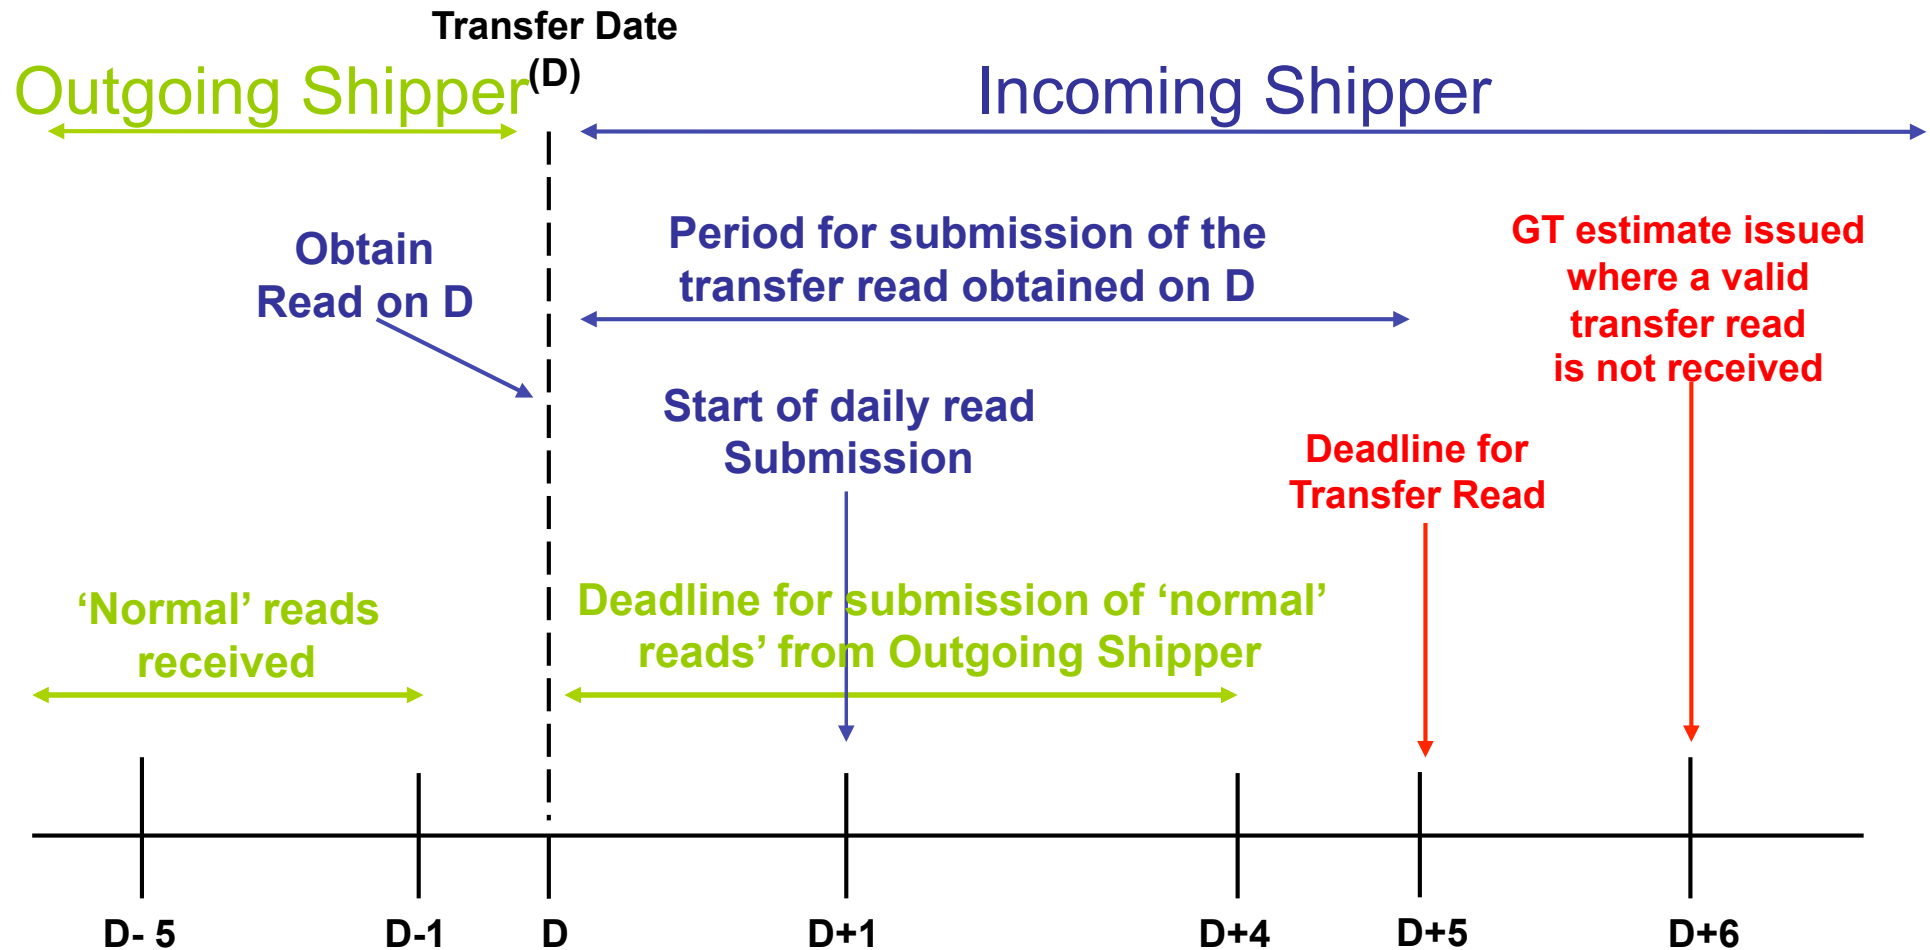 Transfer Date
(D)
Outgoing Shipper
Incoming Shipper
Obtain
Read on D
Period for submission of the
transfer read obtained on D
GT estimate issued
where a valid
transfer read
is not received
Start of daily read
Submission
Deadline for
Transfer Read
‘Normal’ reads
received
Deadline for submission of ‘normal’
reads’ from Outgoing Shipper
D- 5
D-1
D
D+1
D+4
D+5
D+6